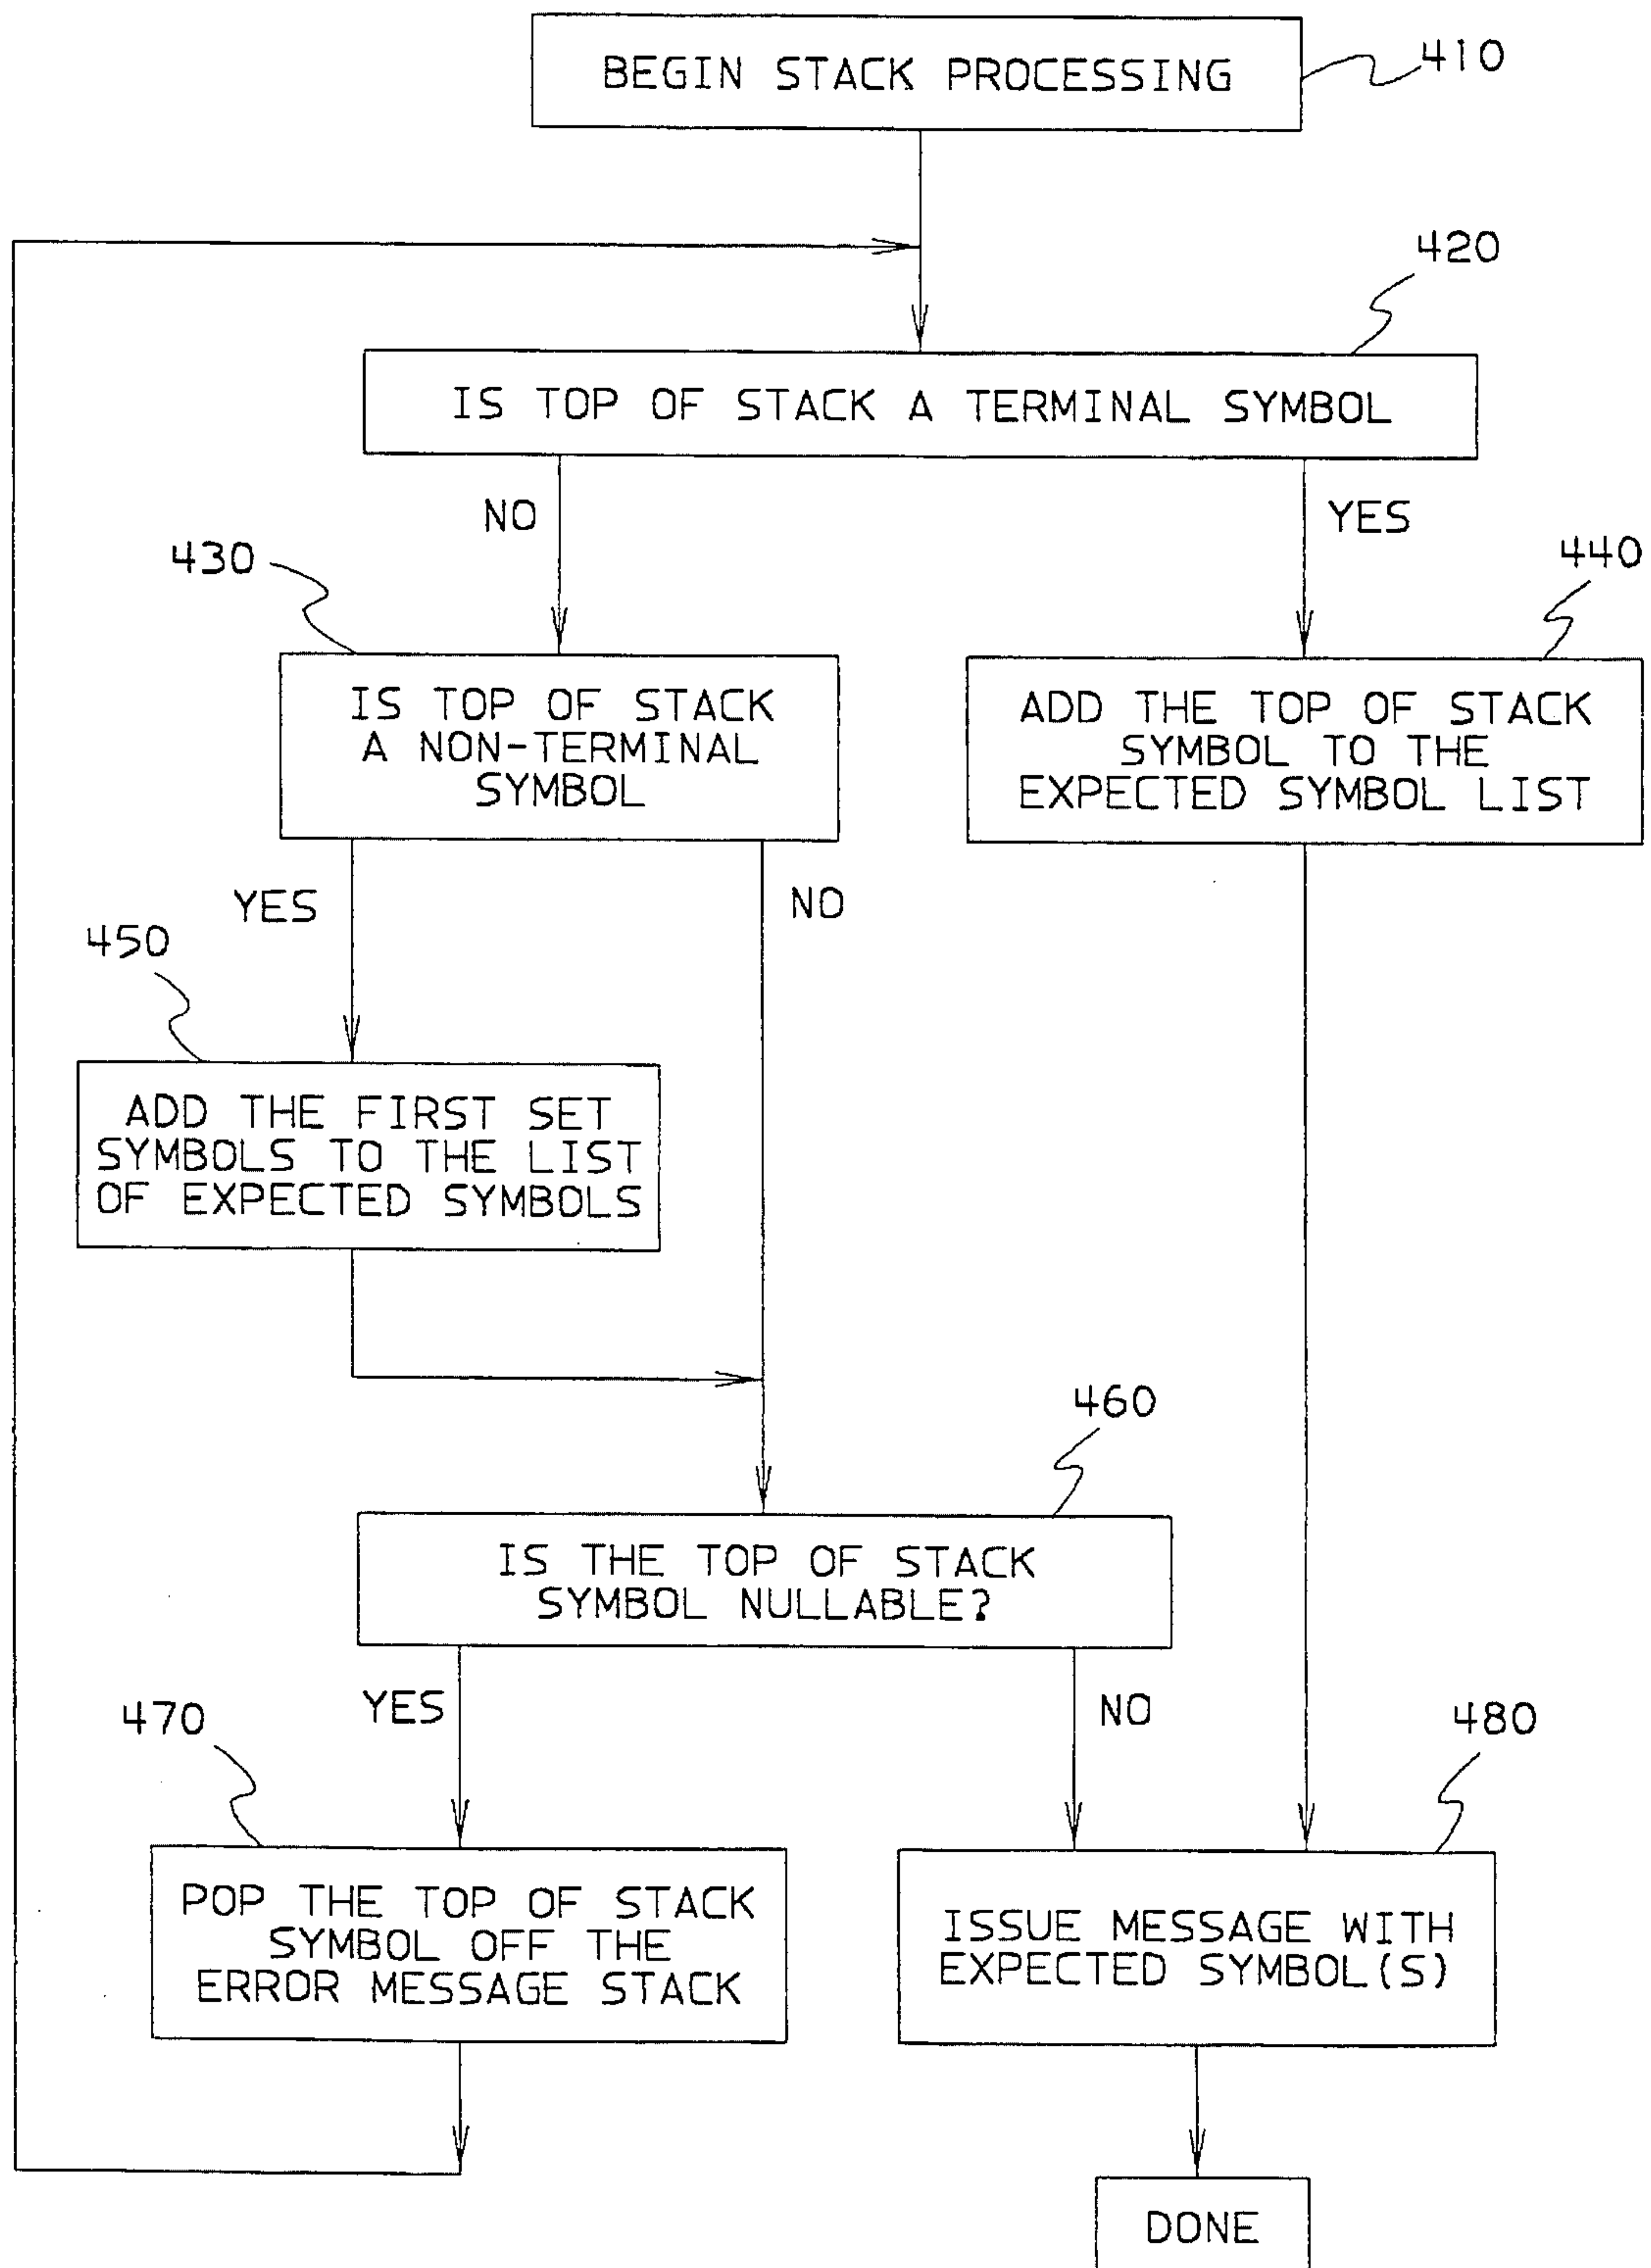 BEGIN STACK PROCESSING
410
420
IS TOP OF STACK A TERMINAL SYMBOL
NO
YES
430
440
IS TOP OF STACK
A NON-TERMINAL
SYMBOL
ADD THE TOP OF STACK
SYMBOL TO THE
EXPECTED SYMBOL LIST
YES
NO
450
ADD THE FIRST SET
SYMBOLS TO THE LIST
OF EXPECTED SYMBOLS
460
IS THE TOP OF STACK
SYMBOL NULLABLE?
YES
NO
470
480
POP THE TOP OF STACK
SYMBOL OFF THE
ERROR MESSAGE STACK
ISSUE MESSAGE WITH
EXPECTED SYMBOL(S)
DONE